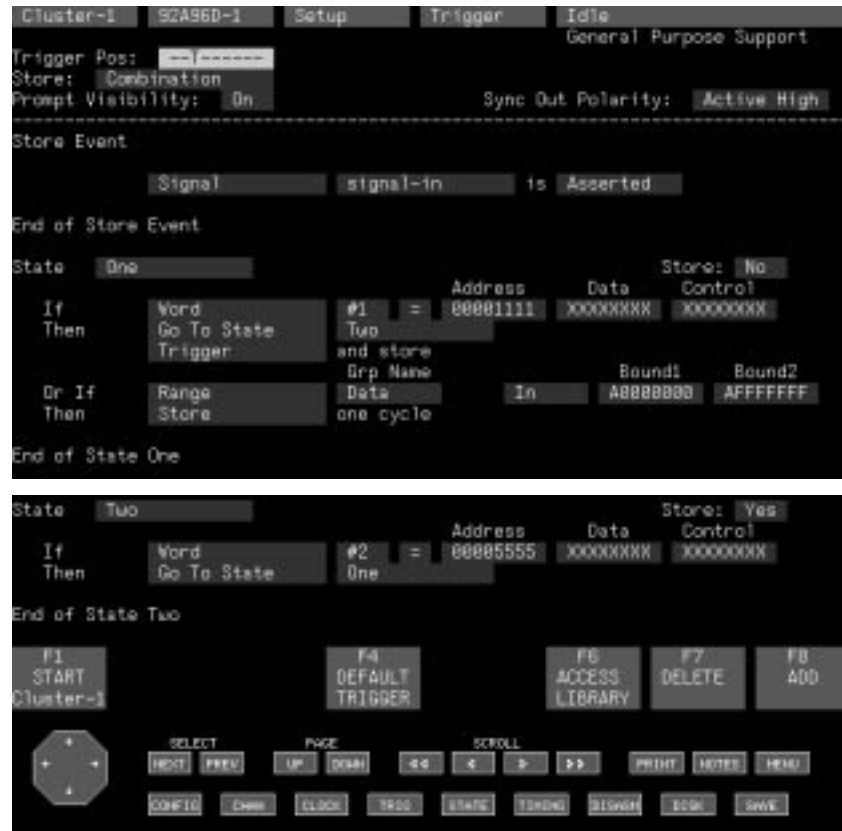 Cluster-1 92A96D-1 Setup Trigger Idle
General Purpose Support
Trigger Pos: --T------
Store: Combination
Prompt Visibility: On Sync Out Polarity: Active High
Store Event
Signal signal-in is Asserted
End of Store Event
State One Store: No
Address Data Control
If Word #1 = 00001111 XXXXXXXX XXXXXXXX
Then Go To State Two
Trigger and store
Grp Name Bound1 Bound2
Or If Range Data In A0000000 AFFFFFFF
Then Store one cycle
End of State One
State Two Store: Yes
Address Data Control
If Word #2 = 00005555 XXXXXXXX XXXXXXXX
Then Go To State One
End of State Two
F1 F4 F6 F7 F8
START DEFAULT ACCESS DELETE ADD
Cluster-1 TRIGGER LIBRARY
SELECT PAGE SCROLL
NEXT PREV UP DOWN << < > >> PRINT NOTES MENU
CONFIG CHAN CLOCK TRIG STATE TIMING DISASM DISK SAVE